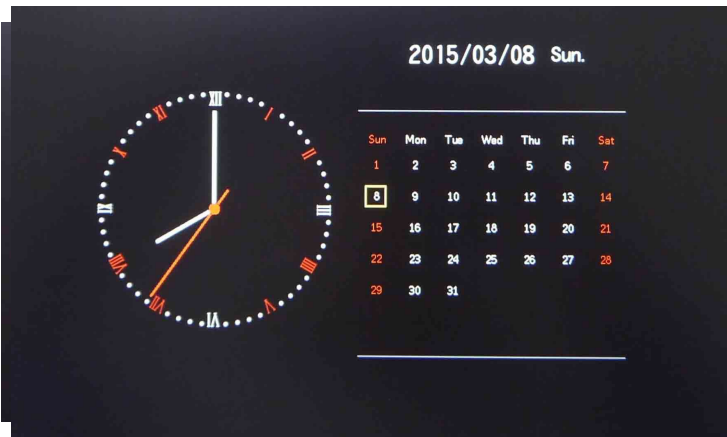 2015/03/08 Sun.
XII
I
II
III
IIII
V
VI
VII
VIII
IX
X
XI
Sun Mon Tue Wed Thu Fri Sat
1 2 3 4 5 6 7
8 9 10 11 12 13 14
15 16 17 18 19 20 21
22 23 24 25 26 27 28
29 30 31